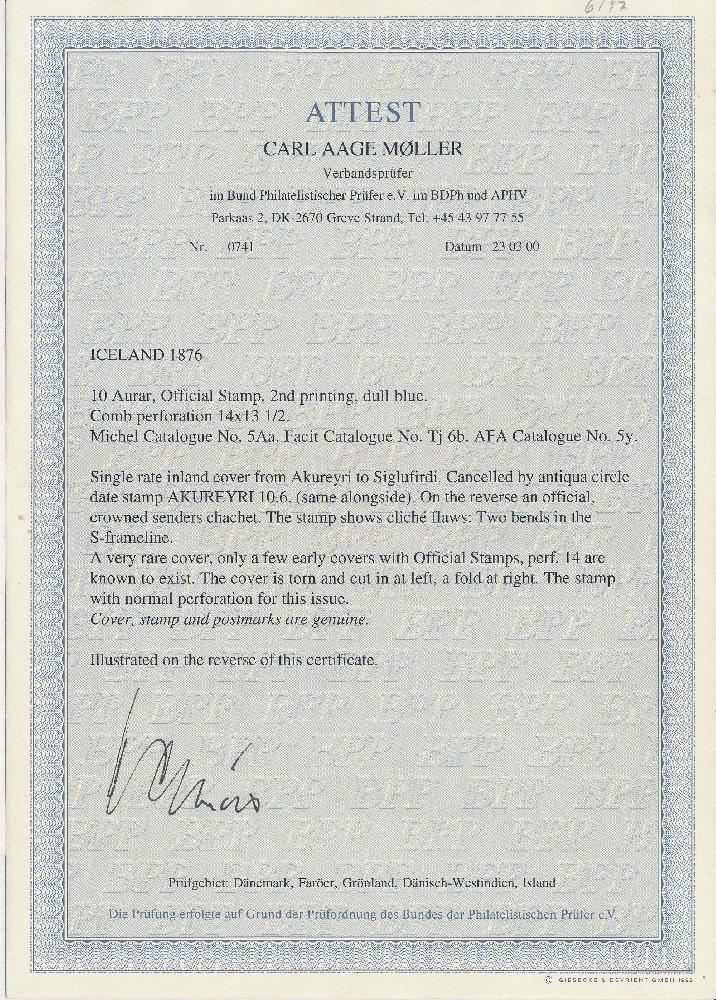 ATTEST
CARL AAGE MØLLER
Verbandsprüfer
im Bund Philatelistischer Prüfer e.V. im BDPh und APHV
Parkaas 2, DK-2670 Greve Strand, Tel. +45 43 97 77 55
Nr. 0741 Datum 23 03 00
ICELAND 1876
10 Aurar, Official Stamp, 2nd printing, dull blue.
Comb perforation 14x13 1/2.
Michel Catalogue No. 5Aa. Facit Catalogue No. Tj 6b. AFA Catalogue No. 5y.
Single rate inland cover from Akureyri to Siglufirdi. Cancelled by antiqua circle
date stamp AKUREYRI 10.6. (same alongside). On the reverse an official,
crowned senders chachet. The stamp shows cliché flaws: Two bends in the
S-frameline.
A very rare cover, only a few early covers with Official Stamps, perf. 14 are
known to exist. The cover is torn and cut in at left, a fold at right. The stamp
with normal perforation for this issue.
Cover, stamp and postmarks are genuine.
Illustrated on the reverse of this certificate.
Prüfgebiet: Dänemark, Faröer, Grönland, Dänisch-Westindien, Island
Die Prüfung erfolgte auf Grund der Prüfordnung des Bundes der Philatelistischen Prüfer e.V.
© GIESECKE & DEVRIENT GMBH 1995